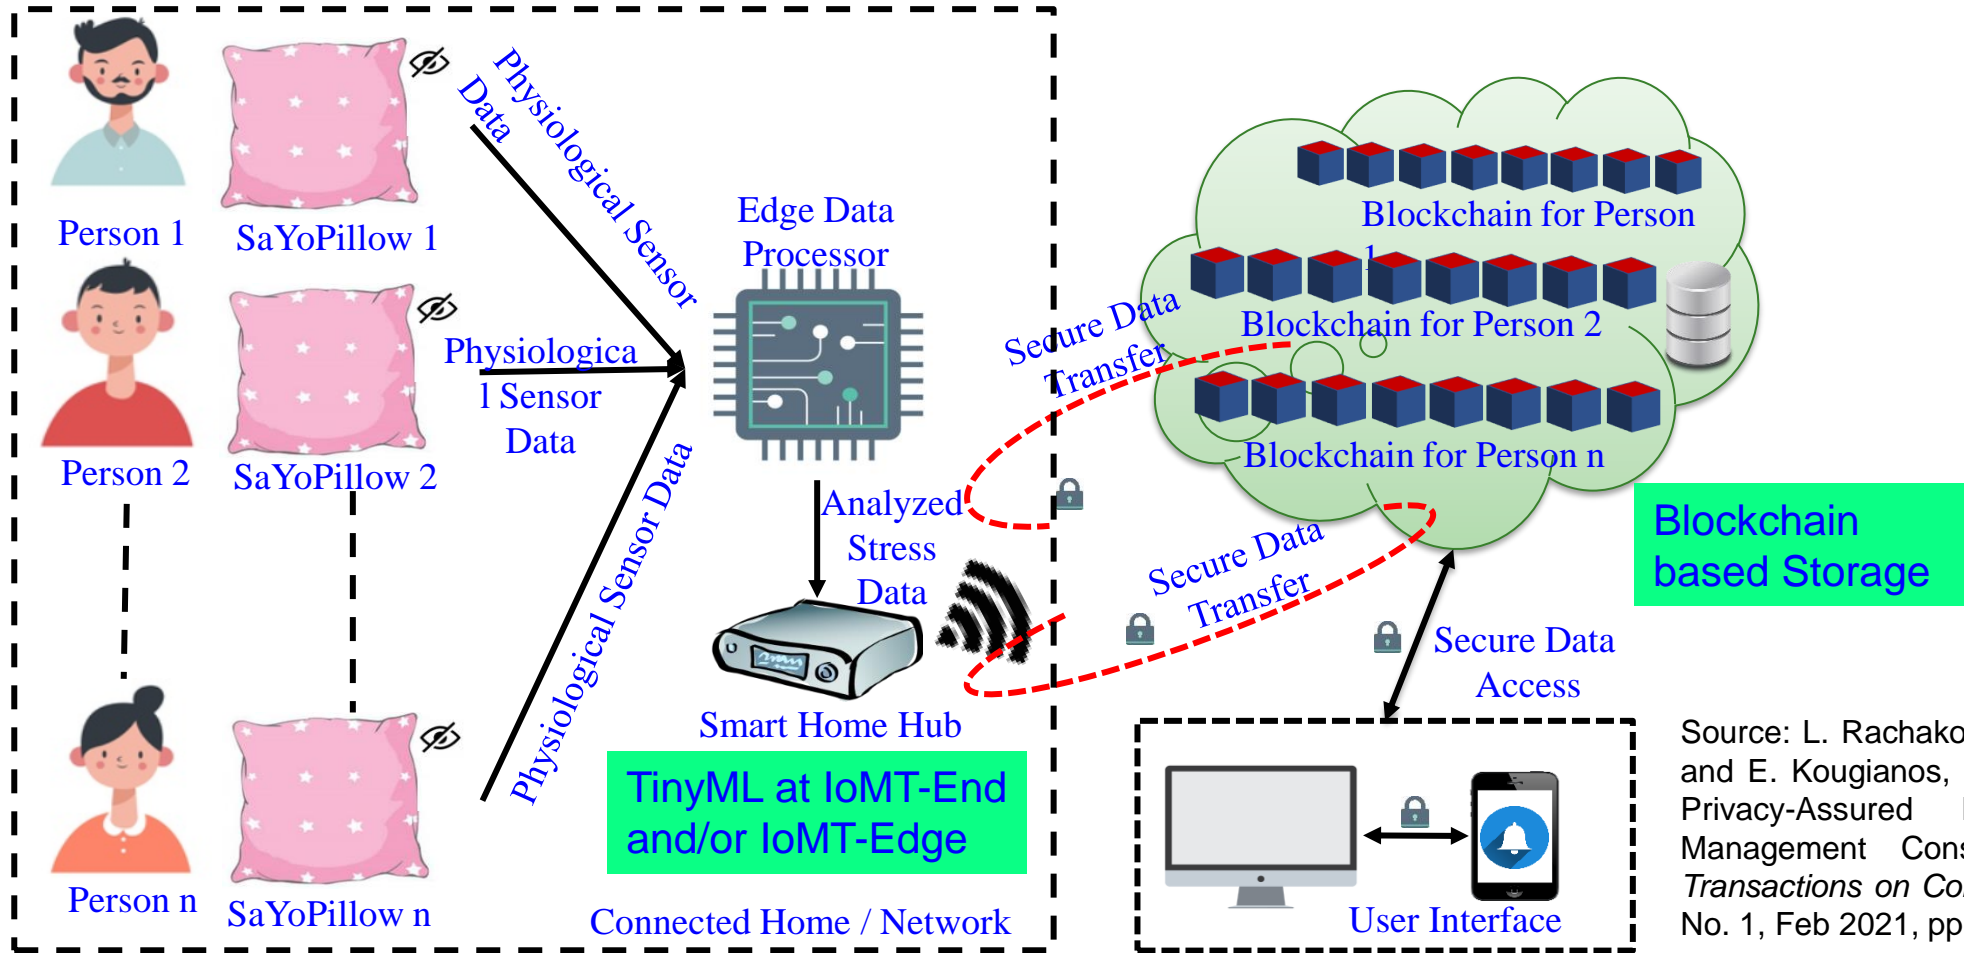 Person 1
SaYoPillow 1
Physiological Sensor
Data
Person 2
SaYoPillow 2
Physiologica
l Sensor
Data
Person n
SaYoPillow n
Physiological Sensor Data
Edge Data
Processor
Analyzed
Stress
Data
Smart Home Hub
TinyML at IoMT-End
and/or IoMT-Edge
Connected Home / Network
Secure Data
Transfer
Secure Data
Transfer
Blockchain for Person
1
Blockchain for Person 2
Blockchain for Person n
Blockchain
based Storage
Secure Data
Access
User Interface
Source: L. Rachako
and E. Kougianos,
Privacy-Assured
Management Cons
Transactions on Co
No. 1, Feb 2021, pp